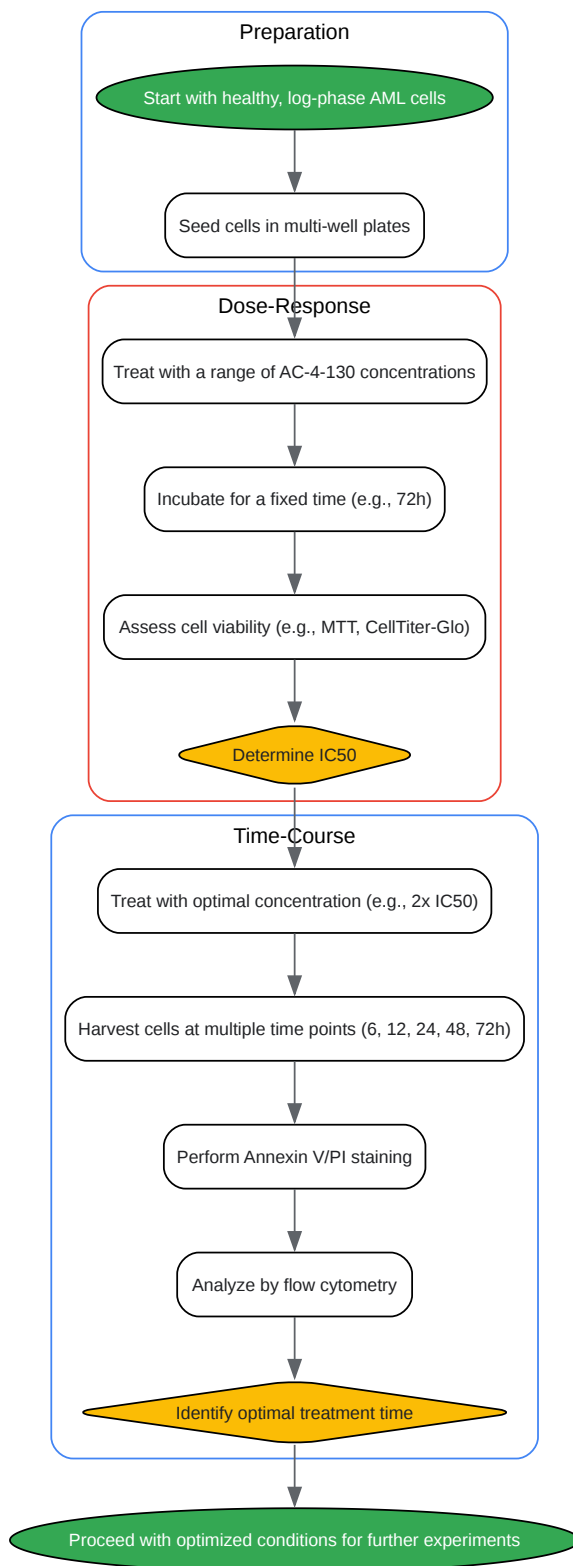 Preparation
Start with healthy, log-phase AML cells
Seed cells in multi-well plates
Dose-Response
Treat with a range of AC-4-130 concentrations
Incubate for a fixed time (e.g., 72h)
Assess cell viability (e.g., MTT, CellTiter-Glo)
Determine IC50
Time-Course
Treat with optimal concentration (e.g., 2x IC50)
Harvest cells at multiple time points (6, 12, 24, 48, 72h)
Perform Annexin V/PI staining
Analyze by flow cytometry
Identify optimal treatment time
Proceed with optimized conditions for further experiments